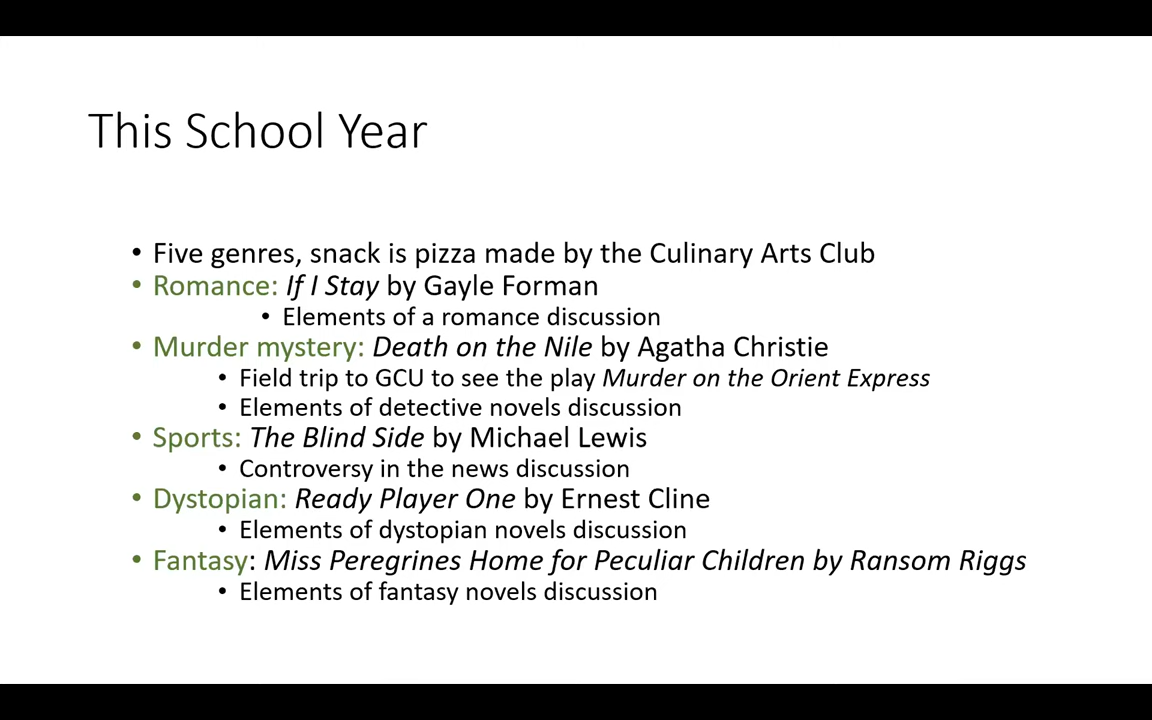 This School Year
• Five genres, snack is pizza made by the Culinary Arts Club
• Romance: If I Stay by Gayle Forman
• Elements of a romance discussion
• Murder mystery: Death on the Nile by Agatha Christie
• Field trip to GCU to see the play Murder on the Orient Express
• Elements of detective novels discussion
• Sports: The Blind Side by Michael Lewis
• Controversy in the news discussion
• Dystopian: Ready Player One by Ernest Cline
• Elements of dystopian novels discussion
• Fantasy: Miss Peregrines Home for Peculiar Children by Ransom Riggs
• Elements of fantasy novels discussion